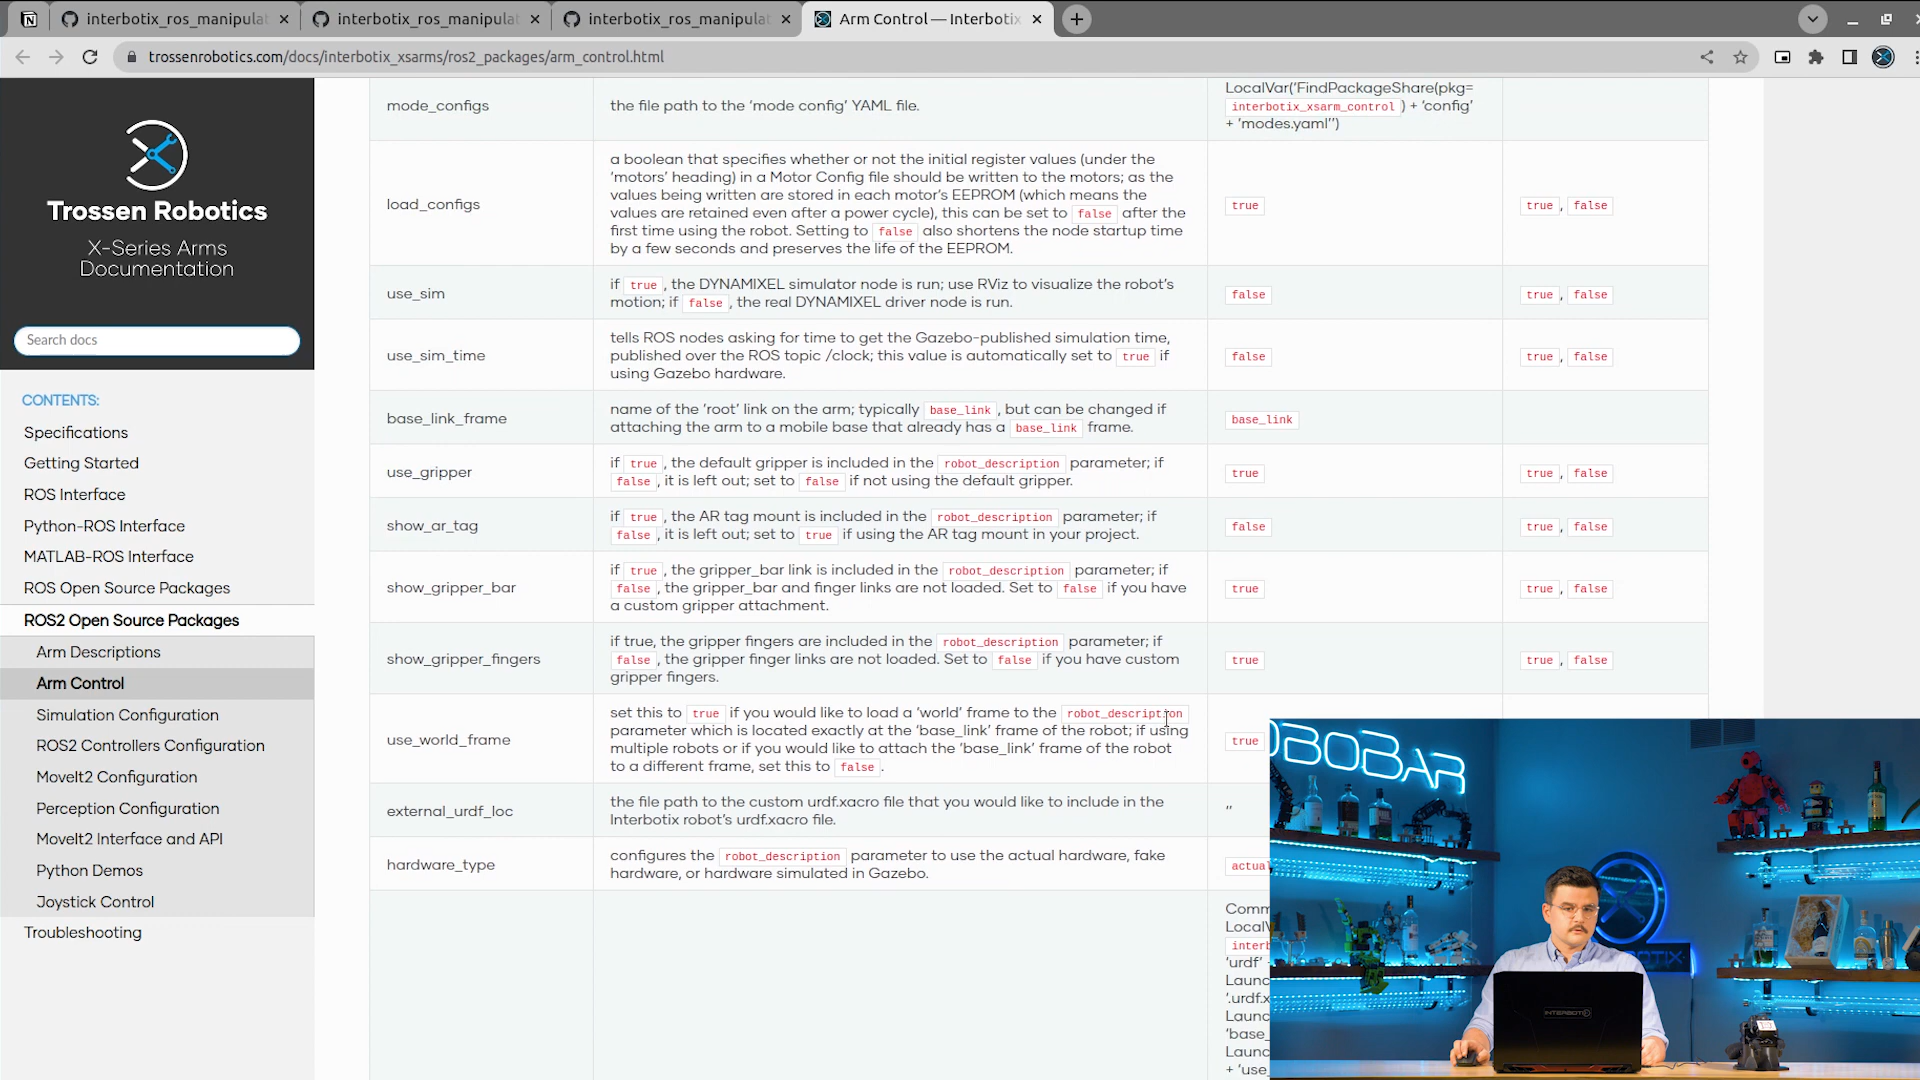 interbotix_ros_manipulat
interbotix_ros_manipulat
interbotix_ros_manipulat
Arm Control — Interbotix
trossenrobotics.com/docs/interbotix_xsarms/ros2_packages/arm_control.html
Trossen Robotics
X-Series Arms
Documentation
Search docs
CONTENTS:
Specifications
Getting Started
ROS Interface
Python-ROS Interface
MATLAB-ROS Interface
ROS Open Source Packages
ROS2 Open Source Packages
Arm Descriptions
Arm Control
Simulation Configuration
ROS2 Controllers Configuration
MoveIt2 Configuration
Perception Configuration
MoveIt2 Interface and API
Python Demos
Joystick Control
Troubleshooting
mode_configs
the file path to the ‘mode config’ YAML file.
LocalVar(‘FindPackageShare(pkg=
interbotix_xsarm_control ) + ‘config’
+ ‘modes.yaml’’)
load_configs
a boolean that specifies whether or not the initial register values (under the
‘motors’ heading) in a Motor Config file should be written to the motors; as the
values being written are stored in each motor’s EEPROM (which means the
values are retained even after a power cycle), this can be set to false after the
first time using the robot. Setting to false also shortens the node startup time
by a few seconds and preserves the life of the EEPROM.
true
true , false
use_sim
if true , the DYNAMIXEL simulator node is run; use RViz to visualize the robot’s
motion; if false , the real DYNAMIXEL driver node is run.
false
true , false
use_sim_time
tells ROS nodes asking for time to get the Gazebo-published simulation time,
published over the ROS topic /clock; this value is automatically set to true if
using Gazebo hardware.
false
true , false
base_link_frame
name of the ‘root’ link on the arm; typically base_link , but can be changed if
attaching the arm to a mobile base that already has a base_link frame.
base_link
use_gripper
if true , the default gripper is included in the robot_description parameter; if
false , it is left out; set to false if not using the default gripper.
true
true , false
show_ar_tag
if true , the AR tag mount is included in the robot_description parameter; if
false , it is left out; set to true if using the AR tag mount in your project.
false
true , false
show_gripper_bar
if true , the gripper_bar link is included in the robot_description parameter; if
false , the gripper_bar and finger links are not loaded. Set to false if you have
a custom gripper attachment.
true
true , false
show_gripper_fingers
if true, the gripper fingers are included in the robot_description parameter; if
false , the gripper finger links are not loaded. Set to false if you have custom
gripper fingers.
true
true , false
use_world_frame
set this to true if you would like to load a ‘world’ frame to the robot_description
parameter which is located exactly at the ‘base_link’ frame of the robot; if using
multiple robots or if you would like to attach the ‘base_link’ frame of the robot
to a different frame, set this to false .
true
external_urdf_loc
the file path to the custom urdf.xacro file that you would like to include in the
Interbotix robot’s urdf.xacro file.
‘’
hardware_type
configures the robot_description parameter to use the actual hardware, fake
hardware, or hardware simulated in Gazebo.
actual
Comm
LocalV
interb
‘urdf’
Launc
‘.urdf.x
Launc
‘base_
Launc
+ ‘use_
OBOBAR
INTERBOTIX